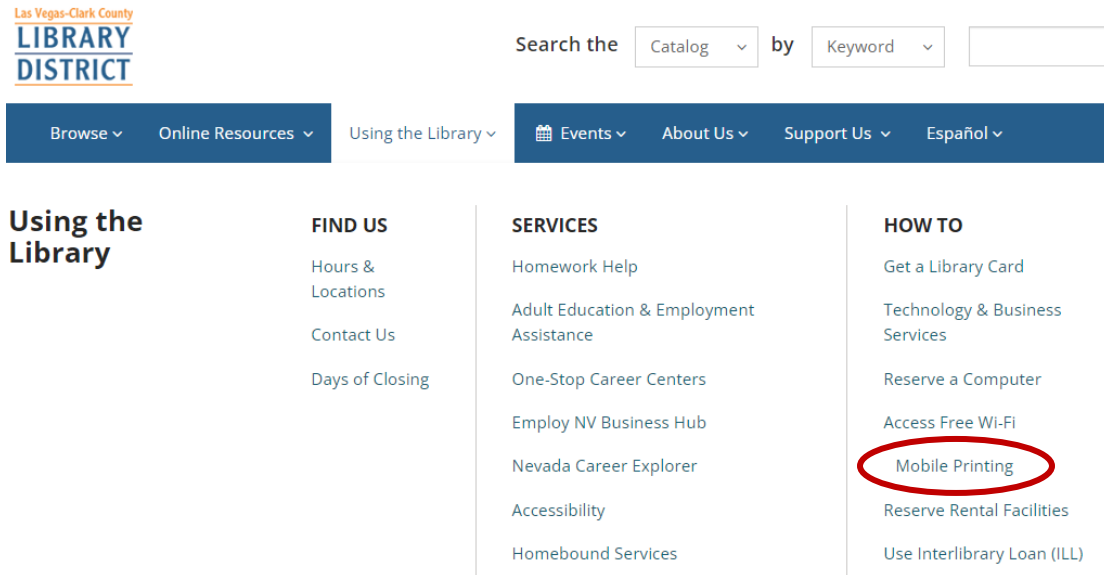 Las Vegas-Clark County
LIBRARY
DISTRICT
Search the Catalog by Keyword
Browse Online Resources Using the Library Events About Us Support Us Español
Using the
Library
FIND US
Hours &
Locations
Contact Us
Days of Closing
SERVICES
Homework Help
Adult Education & Employment
Assistance
One-Stop Career Centers
Employ NV Business Hub
Nevada Career Explorer
Accessibility
Homebound Services
HOW TO
Get a Library Card
Technology & Business
Services
Reserve a Computer
Access Free Wi-Fi
Mobile Printing
Reserve Rental Facilities
Use Interlibrary Loan (ILL)